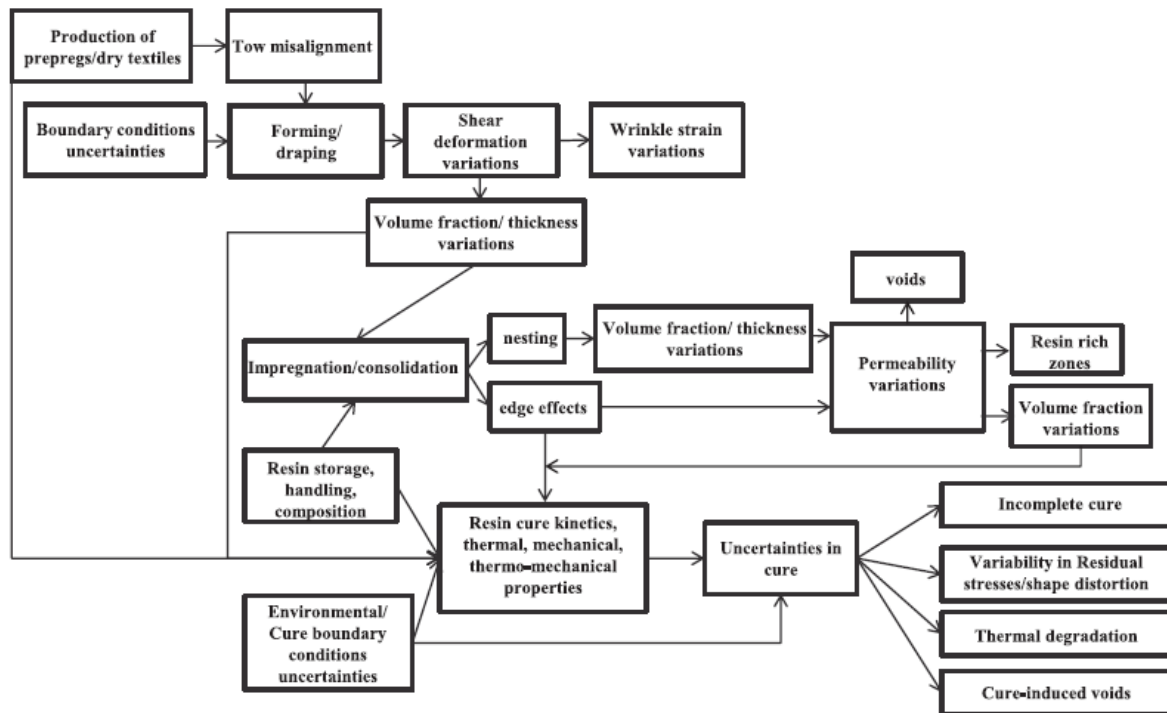 Production of
prepregs/dry textiles
Tow misalignment
Boundary conditions
uncertainties
Forming/
draping
Shear
deformation
variations
Wrinkle strain
variations
Volume fraction/ thickness
variations
voids
nesting
Volume fraction/ thickness
variations
Impregnation/consolidation
Permeability
variations
Resin rich
zones
edge effects
Volume fraction
variations
Resin storage,
handling,
composition
Resin cure kinetics,
thermal, mechanical,
thermo-mechanical
properties
Uncertainties in
cure
Incomplete cure
Variability in Residual
stresses/shape distortion
Environmental/
Cure boundary
conditions
uncertainties
Thermal degradation
Cure-induced voids